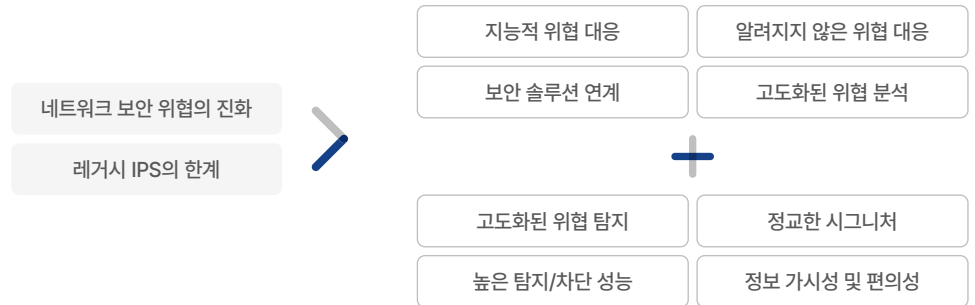 네트워크 보안 위협의 진화
레거시 IPS의 한계
지능적 위협 대응
알려지지 않은 위협 대응
보안 솔루션 연계
고도화된 위협 분석
고도화된 위협 탐지
정교한 시그니처
높은 탐지/차단 성능
정보 가시성 및 편의성